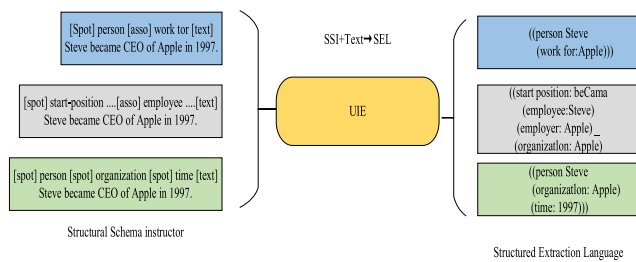 [Spot] person [asso] work tor [text]
Steve became CEO of Apple in 1997.
[spot] start-position ....[asso] employee ....[text]
Steve became CEO of Apple in 1997.
[spot] person [spot] organization [spot] time [text]
Steve became CEO of Apple in 1997.
Structural Schema instructor
SSI+Text➔SEL
UIE
((person Steve
(work for:Apple)))
((start position: beCama
(employee:Steve)
(employer: Apple)_
(organizatlon: Apple)
((person Steve
(organizatlon: Apple)
(time: 1997)))
Structured Extraction Language